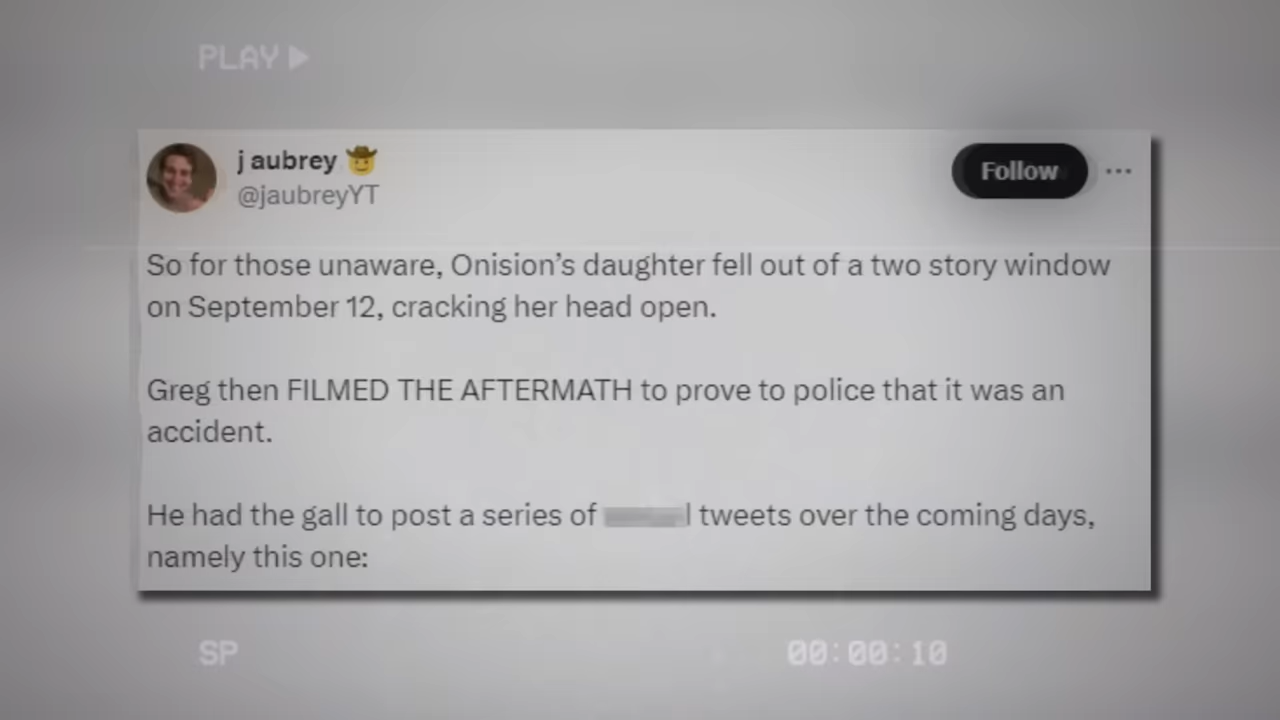 PLAY
j aubrey 🤠
@jaubreyYT
Follow
So for those unaware, Onision’s daughter fell out of a two story window
on September 12, cracking her head open.
Greg then FILMED THE AFTERMATH to prove to police that it was an
accident.
He had the gall to post a series of tweets over the coming days,
namely this one:
SP
00:00:10